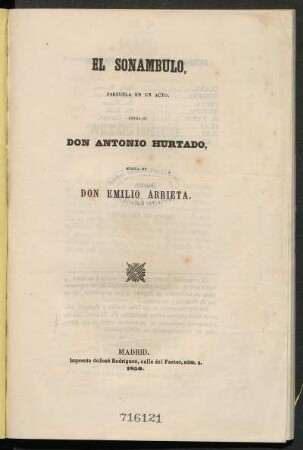 EL SONAMBULO,
ZARZUELA EN UN ACTO.
LETRA DE
DON ANTONIO HURTADO,
MUSICA DE
DON EMILIO ARRIETA.
MADRID.
Imprenta de José Rodriguez, calle del Factor, núm. 9.
1856.
716121